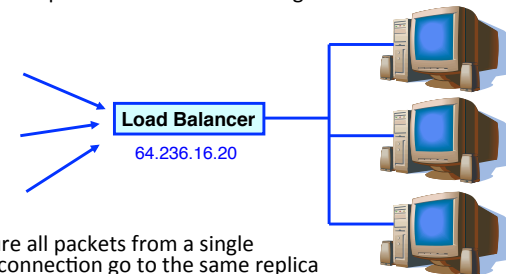 Load Balancer
64.236.16.20
all packets from a single
connection go to the same replica